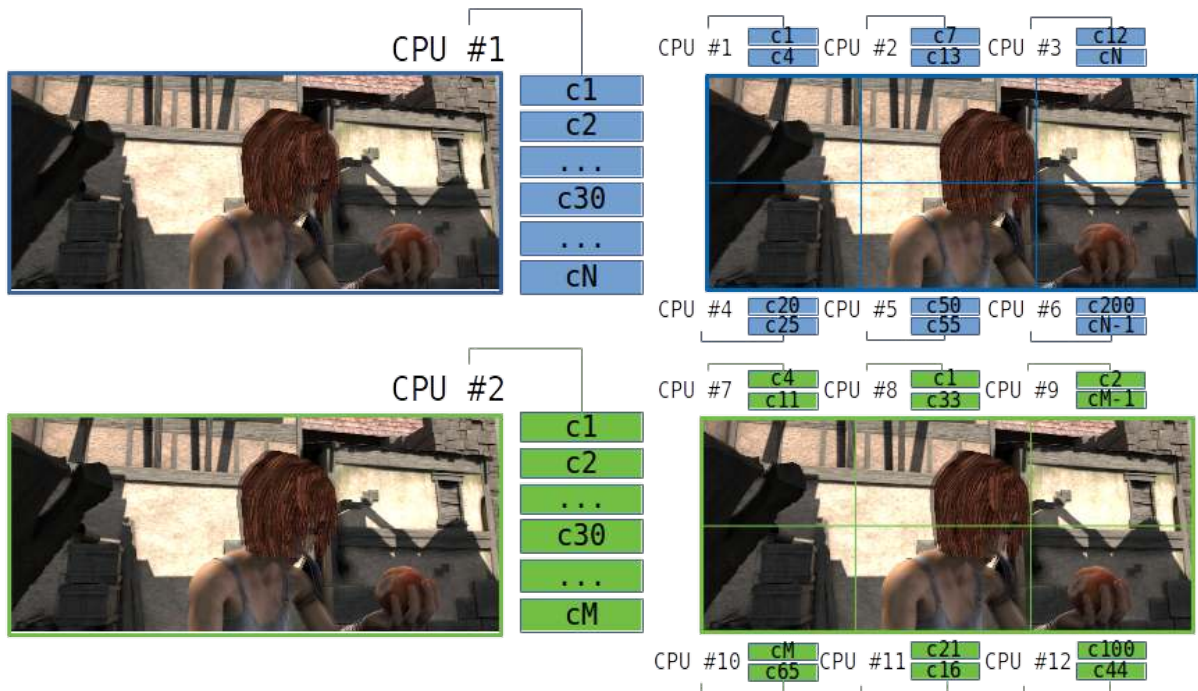 CPU #1
c1
c2
...
c30
...
cN
CPU #1 c1 c4 CPU #2 c7 c13 CPU #3 c12 cN
CPU #4 c20 c25 CPU #5 c50 c55 CPU #6 c200 cN-1
CPU #2
c1
c2
...
c30
...
cM
CPU #7 c4 c11 CPU #8 c1 c33 CPU #9 c2 cM-1
CPU #10 cM c65 CPU #11 c21 c16 CPU #12 c100 c44